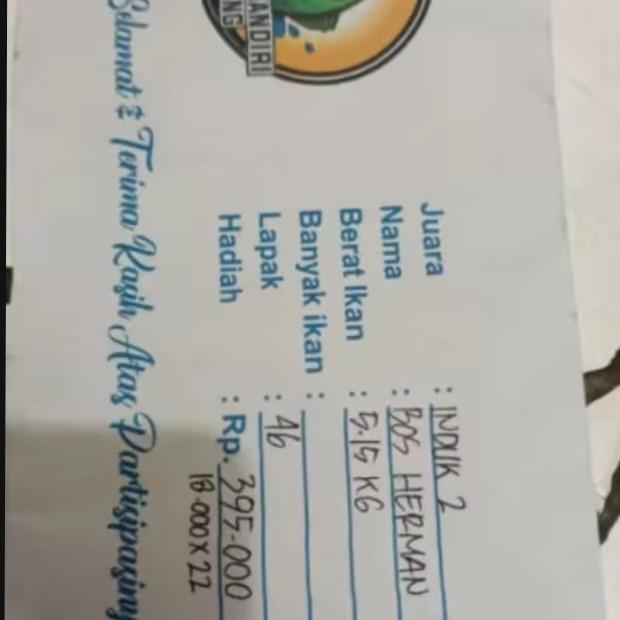 ANDIRI
NG
Juara : INDUK 2
Nama : BOS HERMAN
Berat Ikan : 5.15 KG
Banyak ikan :
Lapak : 46
Hadiah : Rp. 395.000
18.000 X 22
Selamat & Terima Kasih Atas Partisipasiny